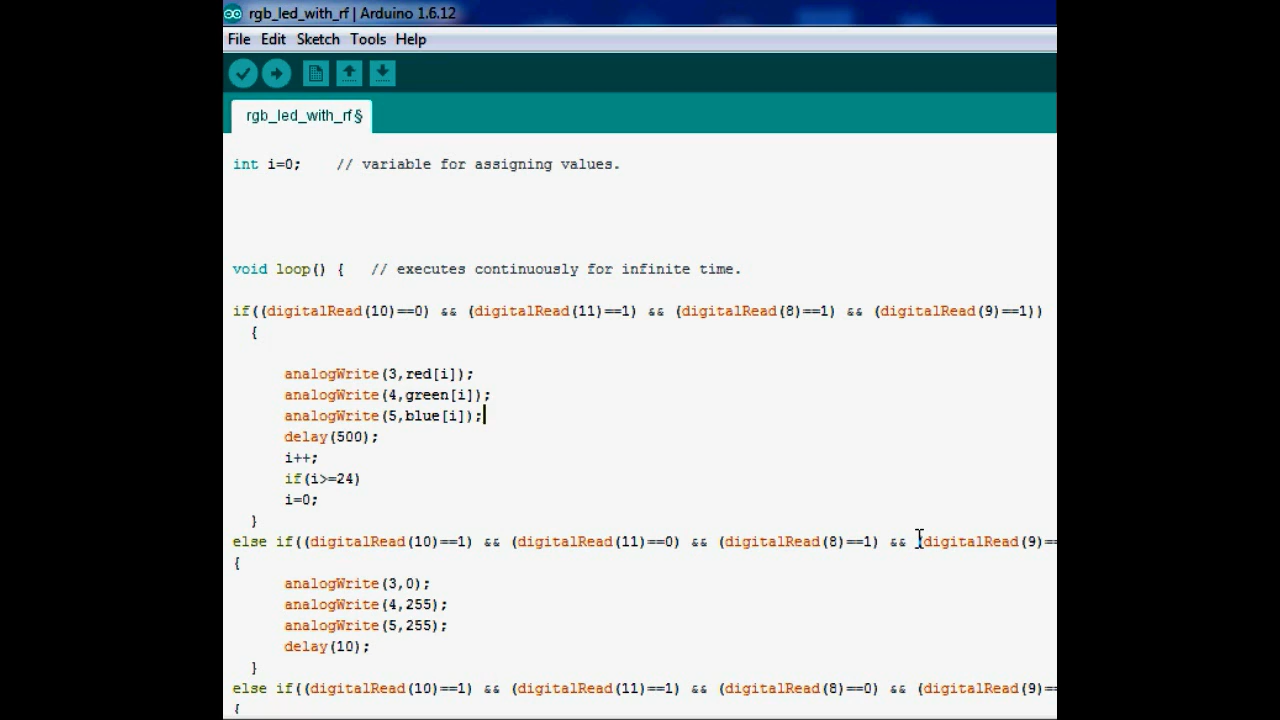 rgb_led_with_rf | Arduino 1.6.12
File Edit Sketch Tools Help
rgb_led_with_rf§
int i=0;    // variable for assigning values.
void loop() {   // executes continuously for infinite time.
if((digitalRead(10)==0) && (digitalRead(11)==1) && (digitalRead(8)==1) && (digitalRead(9)==1))
{
analogWrite(3,red[i]);
analogWrite(4,green[i]);
analogWrite(5,blue[i]);
delay(500);
i++;
if(i>=24)
i=0;
}
else if((digitalRead(10)==1) && (digitalRead(11)==0) && (digitalRead(8)==1) && (digitalRead(9)==
{
analogWrite(3,0);
analogWrite(4,255);
analogWrite(5,255);
delay(10);
}
else if((digitalRead(10)==1) && (digitalRead(11)==1) && (digitalRead(8)==0) && (digitalRead(9)==
{